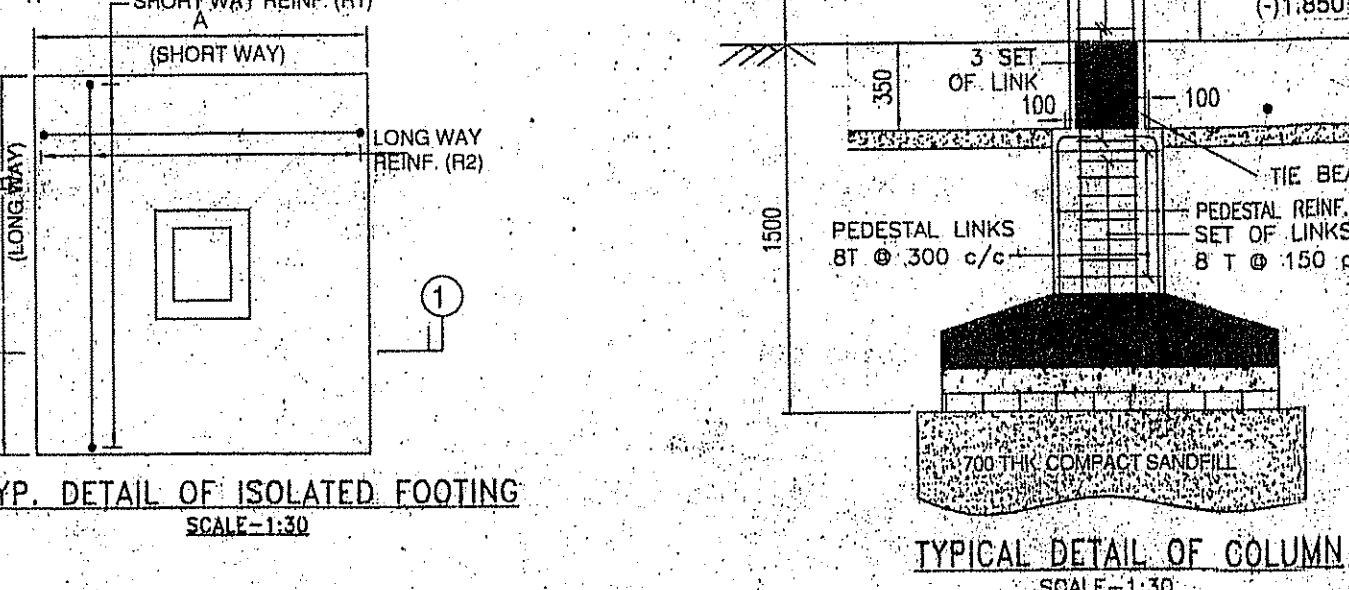 SHORT WAY REINF. (R1)
A
(SHORT WAY)
LONG WAY
REINF. (R2)
(LONG WAY)
1
YP. DETAIL OF ISOLATED FOOTING
SCALE-1:30
(-)1.850
3 SET
OF LINK
350
100
100
TIE BEA
1500
PEDESTAL LINKS
8T @ 300 c/c
PEDESTAL REINF.
SET OF LINKS
8 T @ 150
700 THK COMPACT SANDFILL
TYPICAL DETAIL OF COLUMN
SCALE-1:30